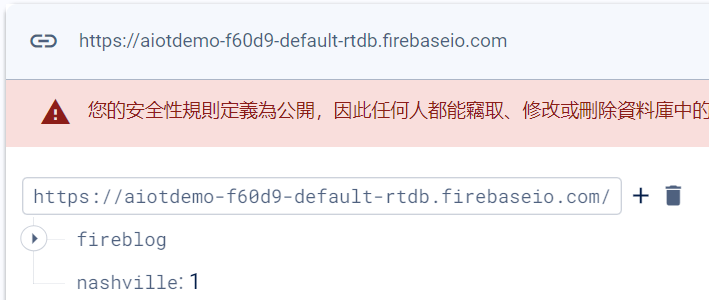 https://aiotdemo-f60d9-default-rtdb.firebaseio.com
您的安全性規則定義為公開，因此任何人都能竊取、修改或刪除資料庫中的
https://aiotdemo-f60d9-default-rtdb.firebaseio.com/
fireblog
nashville: 1